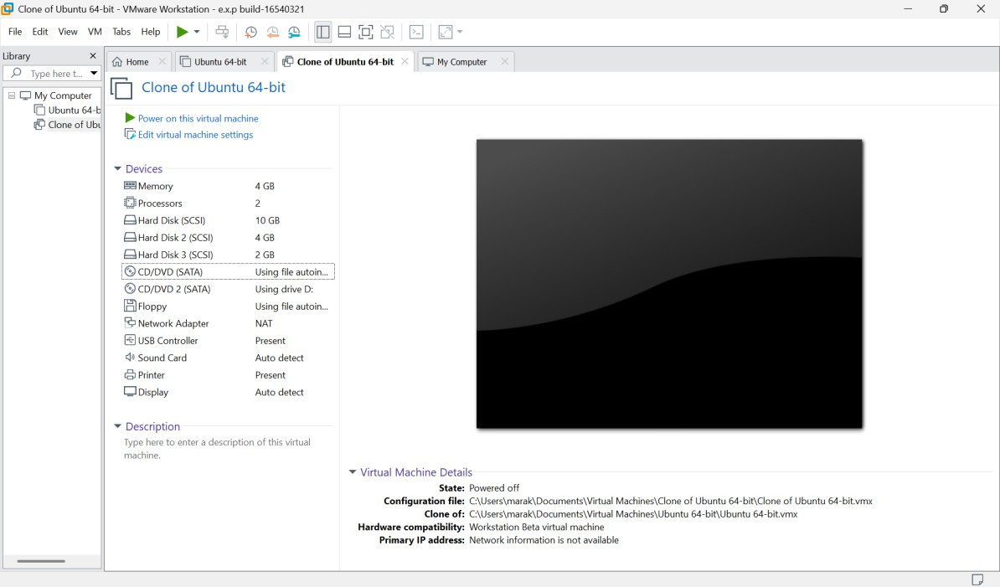 Clone of Ubuntu 64-bit - VMware Workstation - e.x.p build-16540321
File Edit View VM Tabs Help
Library
Type here t...
My Computer
Ubuntu 64-b
Clone of Ubu
Home
Ubuntu 64-bit
Clone of Ubuntu 64-bit
My Computer
Clone of Ubuntu 64-bit
Power on this virtual machine
Edit virtual machine settings
Devices
Memory 4 GB
Processors 2
Hard Disk (SCSI) 10 GB
Hard Disk 2 (SCSI) 4 GB
Hard Disk 3 (SCSI) 2 GB
CD/DVD (SATA) Using file autoin...
CD/DVD 2 (SATA) Using drive D:
Floppy Using file autoin...
Network Adapter NAT
USB Controller Present
Sound Card Auto detect
Printer Present
Display Auto detect
Description
Type here to enter a description of this virtual
machine.
Virtual Machine Details
State: Powered off
Configuration file: C:\Users\marak\Documents\Virtual Machines\Clone of Ubuntu 64-bit\Clone of Ubuntu 64-bit.vmx
Clone of: C:\Users\marak\Documents\Virtual Machines\Ubuntu 64-bit\Ubuntu 64-bit.vmx
Hardware compatibility: Workstation Beta virtual machine
Primary IP address: Network information is not available